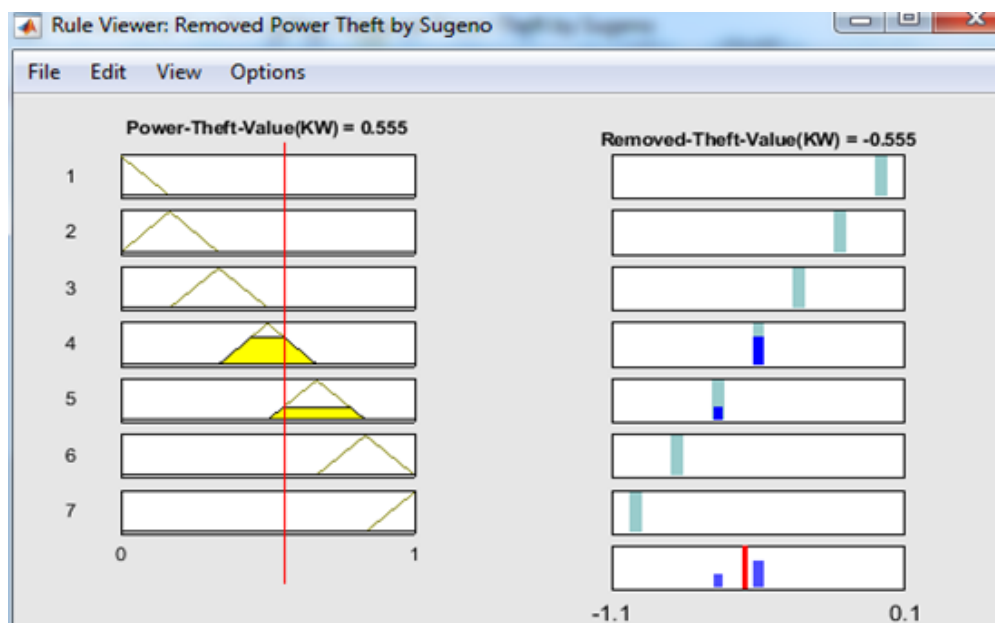 Rule Viewer: Removed Power Theft by Sugeno
File Edit View Options
Power-Theft-Value(KW) = 0.555
Removed-Theft-Value(KW) = -0.555
1
2
3
4
5
6
7
0 1
-1.1 0.1